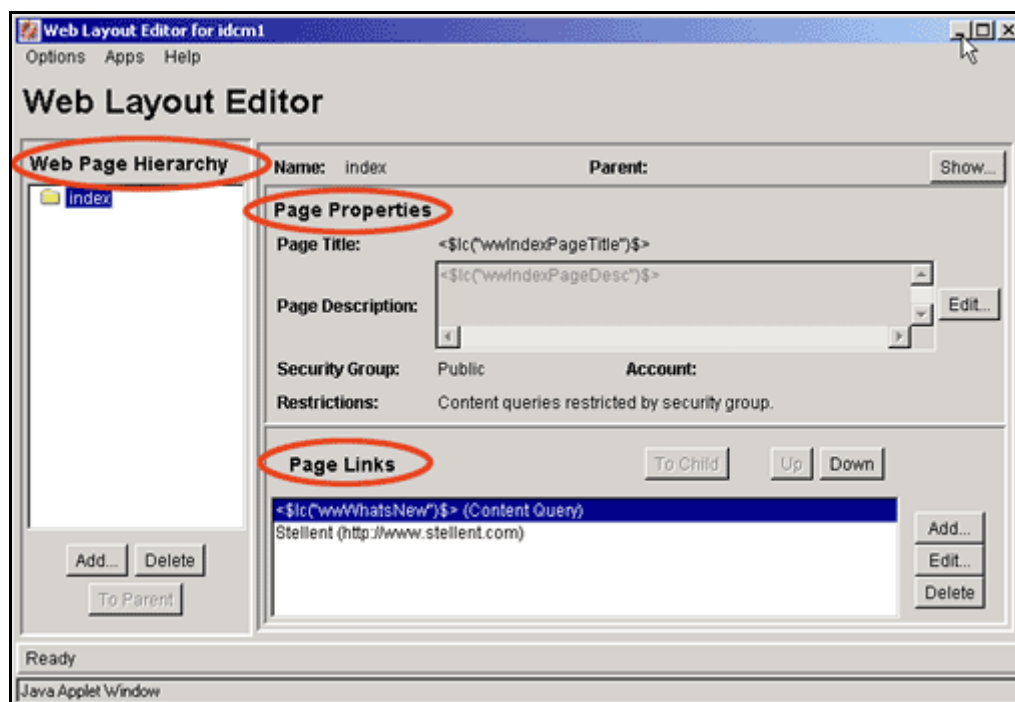 Web Layout Editor for idcm1
Options Apps Help
Web Layout Editor
Web Page Hierarchy
index
Add... Delete
To Parent
Name: index Parent: Show...
Page Properties
Page Title: <$lc("wwIndexPageTitle")$>
Page Description: <$lc("wwIndexPageDesc")$> Edit...
Security Group: Public Account:
Restrictions: Content queries restricted by security group.
Page Links To Child Up Down
<$lc("wwWhatsNew")$> (Content Query)
Stellent (http://www.stellent.com)
Add...
Edit...
Delete
Ready
Java Applet Window